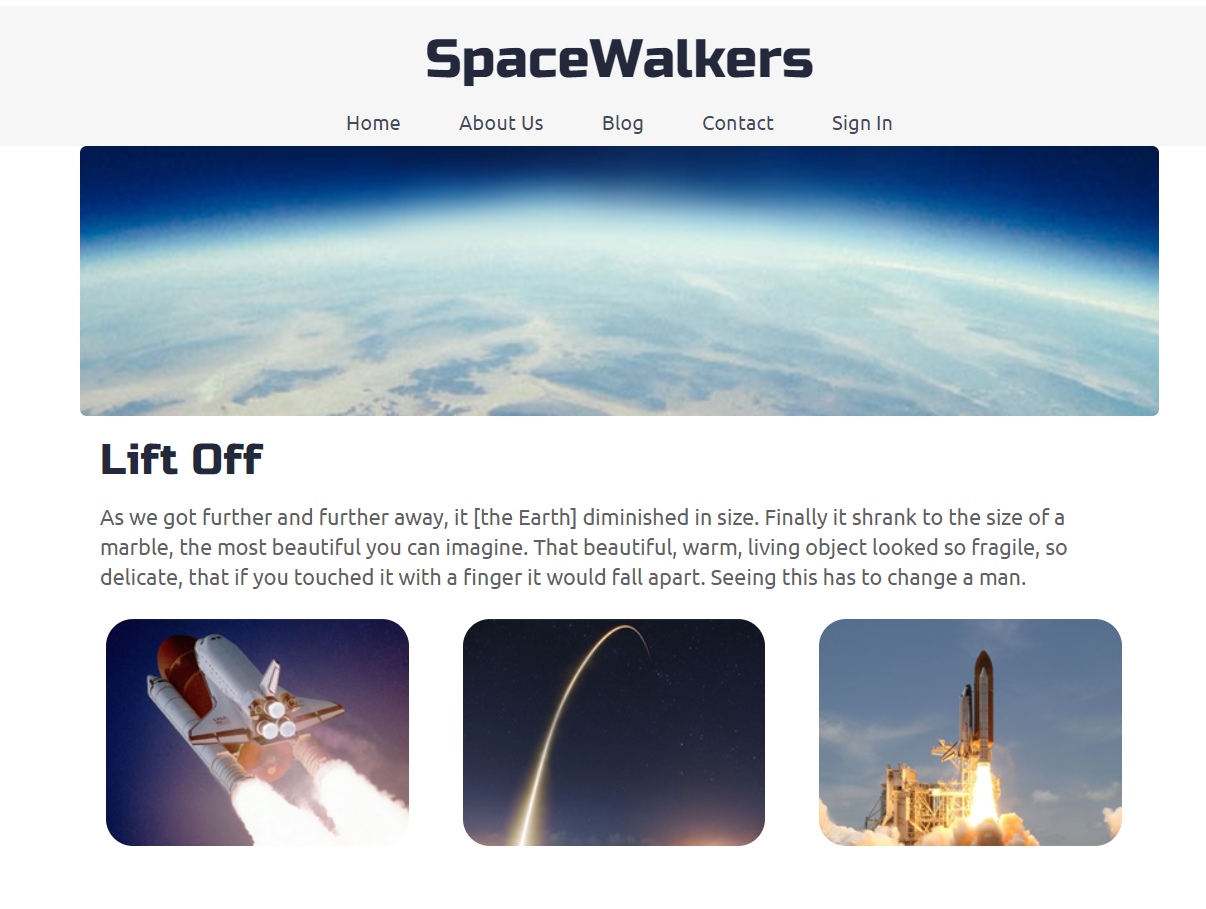 SpaceWalkers
Home About Us Blog Contact Sign In
Lift Off
As we got further and further away, it [the Earth] diminished in size. Finally it shrank to the size of a
marble, the most beautiful you can imagine. That beautiful, warm, living object looked so fragile, so
delicate, that if you touched it with a finger it would fall apart. Seeing this has to change a man.